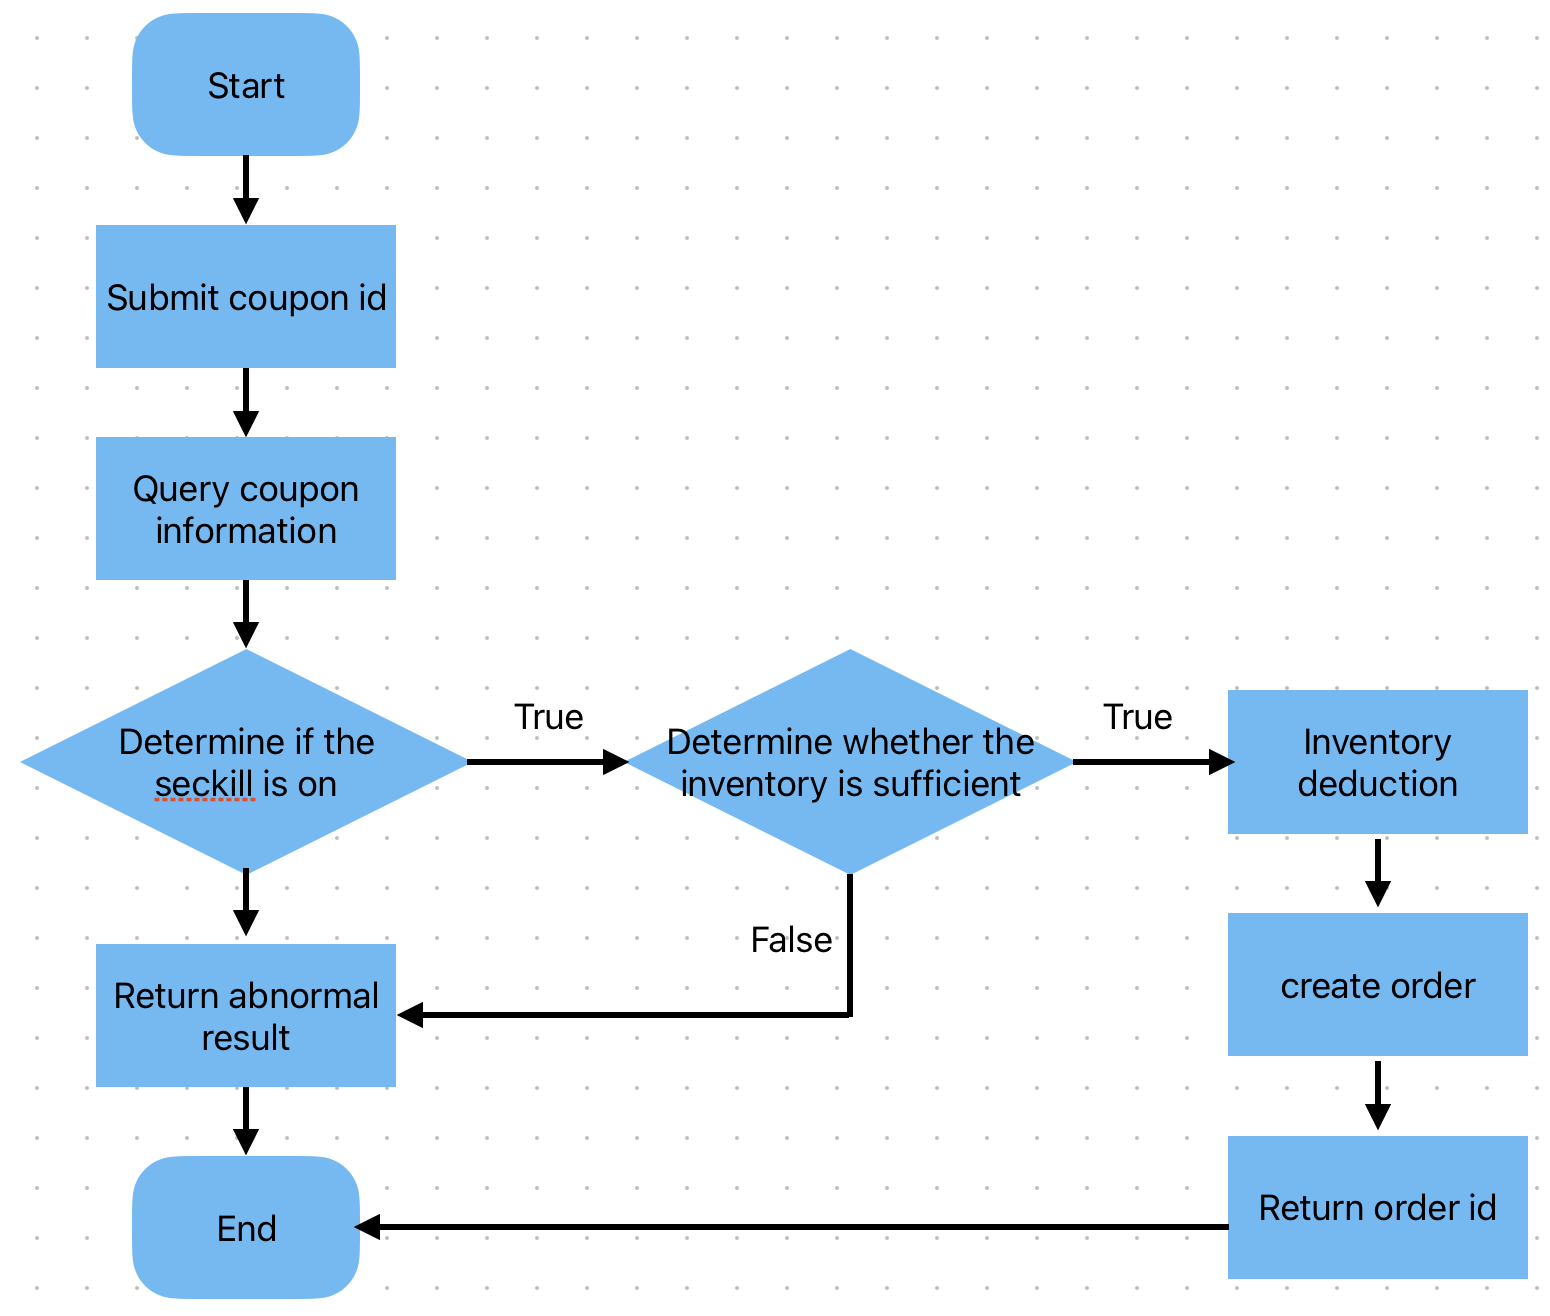 Start
Submit coupon id
Query coupon
information
Determine if the
seckill is on
True
Determine whether the
inventory is sufficient
True
Inventory
deduction
False
create order
Return abnormal
result
Return order id
End